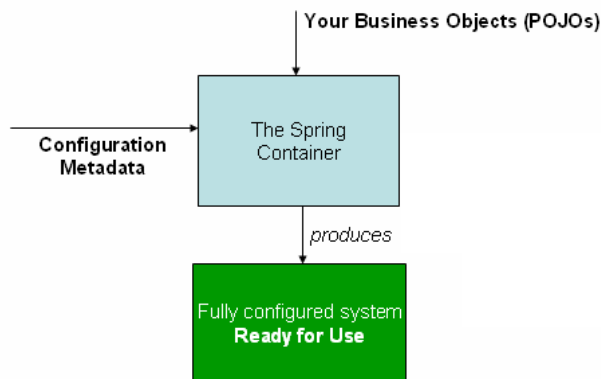 Your Business Objects (POJOs)
The Spring
Container
Configuration
Metadata
produces
Fully configured system
Ready for Use